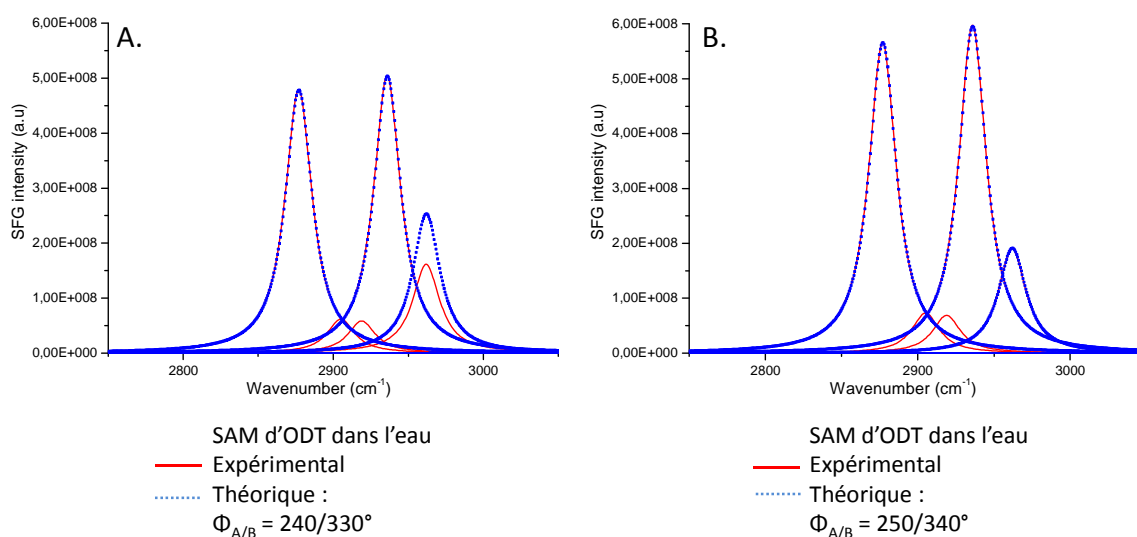 A.
6,00E+008
5,00E+008
4,00E+008
3,00E+008
2,00E+008
1,00E+008
0,00E+000
SFG intensity (a.u)
2800
2900
3000
Wavenumber (cm⁻¹)
SAM d'ODT dans l'eau
Expérimental
Théorique :
Φ_A/B = 240/330°
B.
6,00E+008
5,00E+008
4,00E+008
3,00E+008
2,00E+008
1,00E+008
0,00E+000
SFG intensity (a.u)
2800
2900
3000
Wavenumber (cm⁻¹)
SAM d'ODT dans l'eau
Expérimental
Théorique :
Φ_A/B = 250/340°